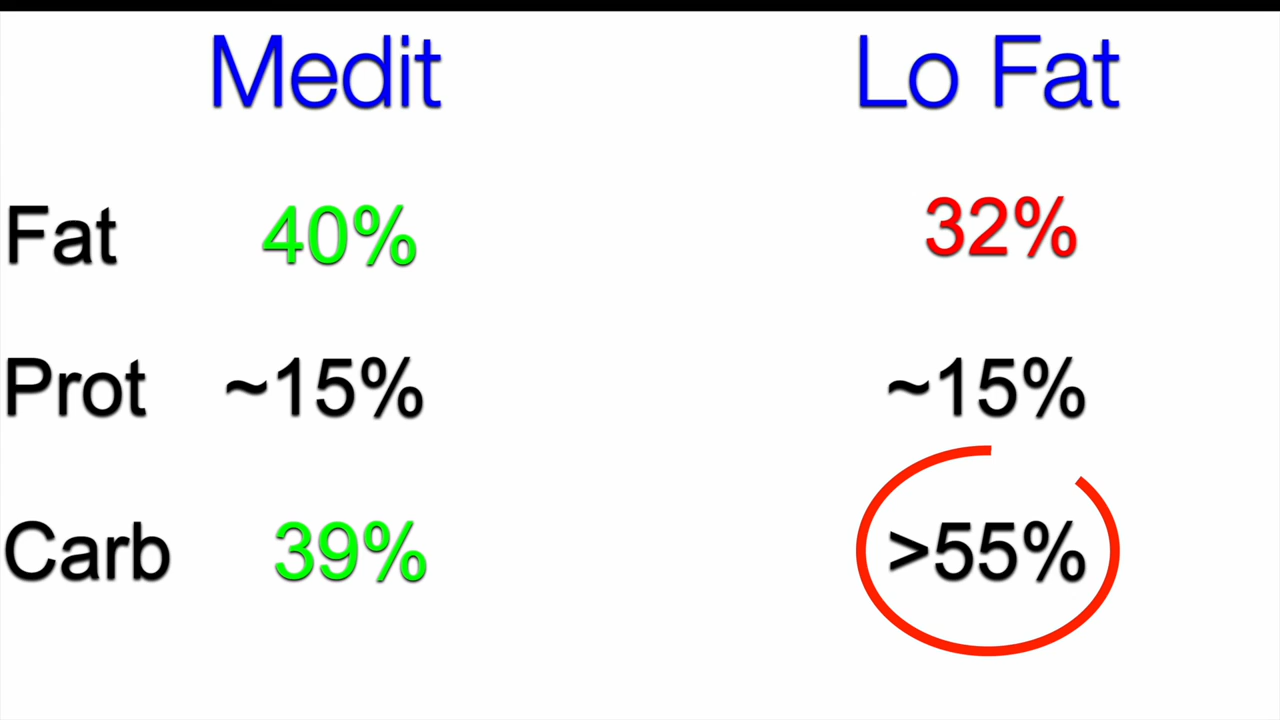 Medit Lo Fat
Fat 40% 32%
Prot ~15% ~15%
Carb 39% >55%